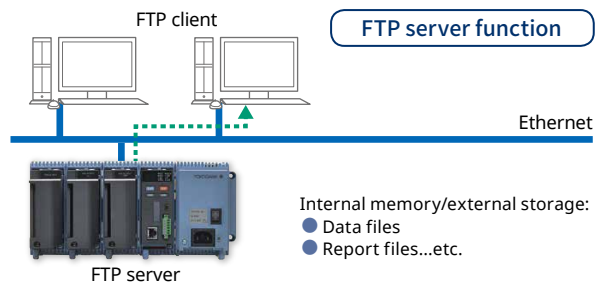 FTP client
FTP server function
Ethernet
Internal memory/external storage:
Data files
Report files...etc.
FTP server